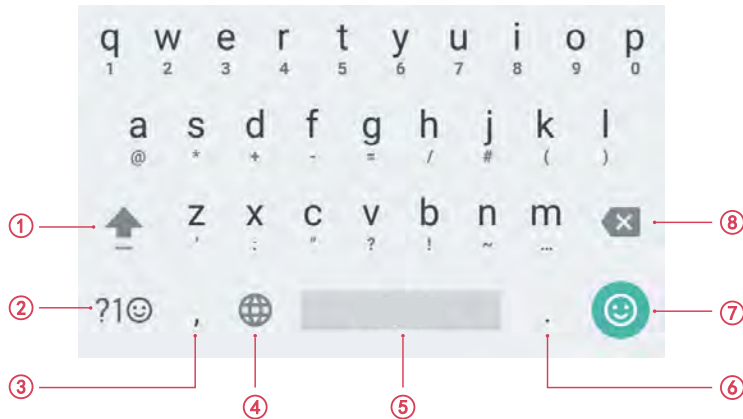 q w e r t y u i o p
1 2 3 4 5 6 7 8 9 0
a s d f g h j k l
@ * + - = / # ( )
① z x c v b n m ⑧
' : " ? ! ~ ...
② ?1☺ , . ⑦
③ ④ ⑤ ⑥